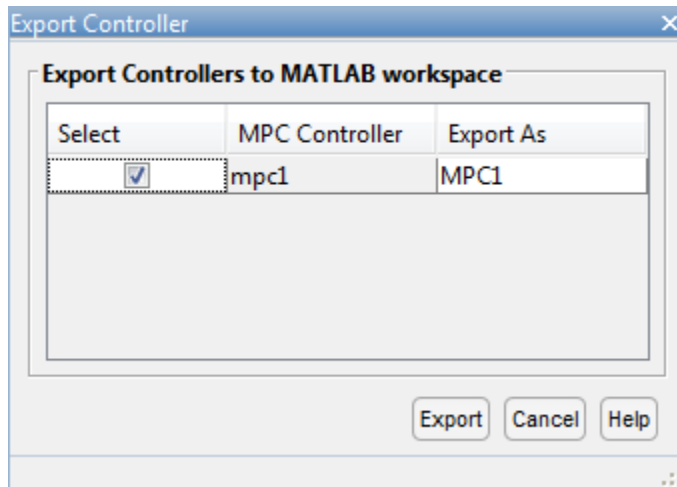 Export Controller
Export Controllers to MATLAB workspace
Select MPC Controller Export As
mpc1 MPC1
Export Cancel Help